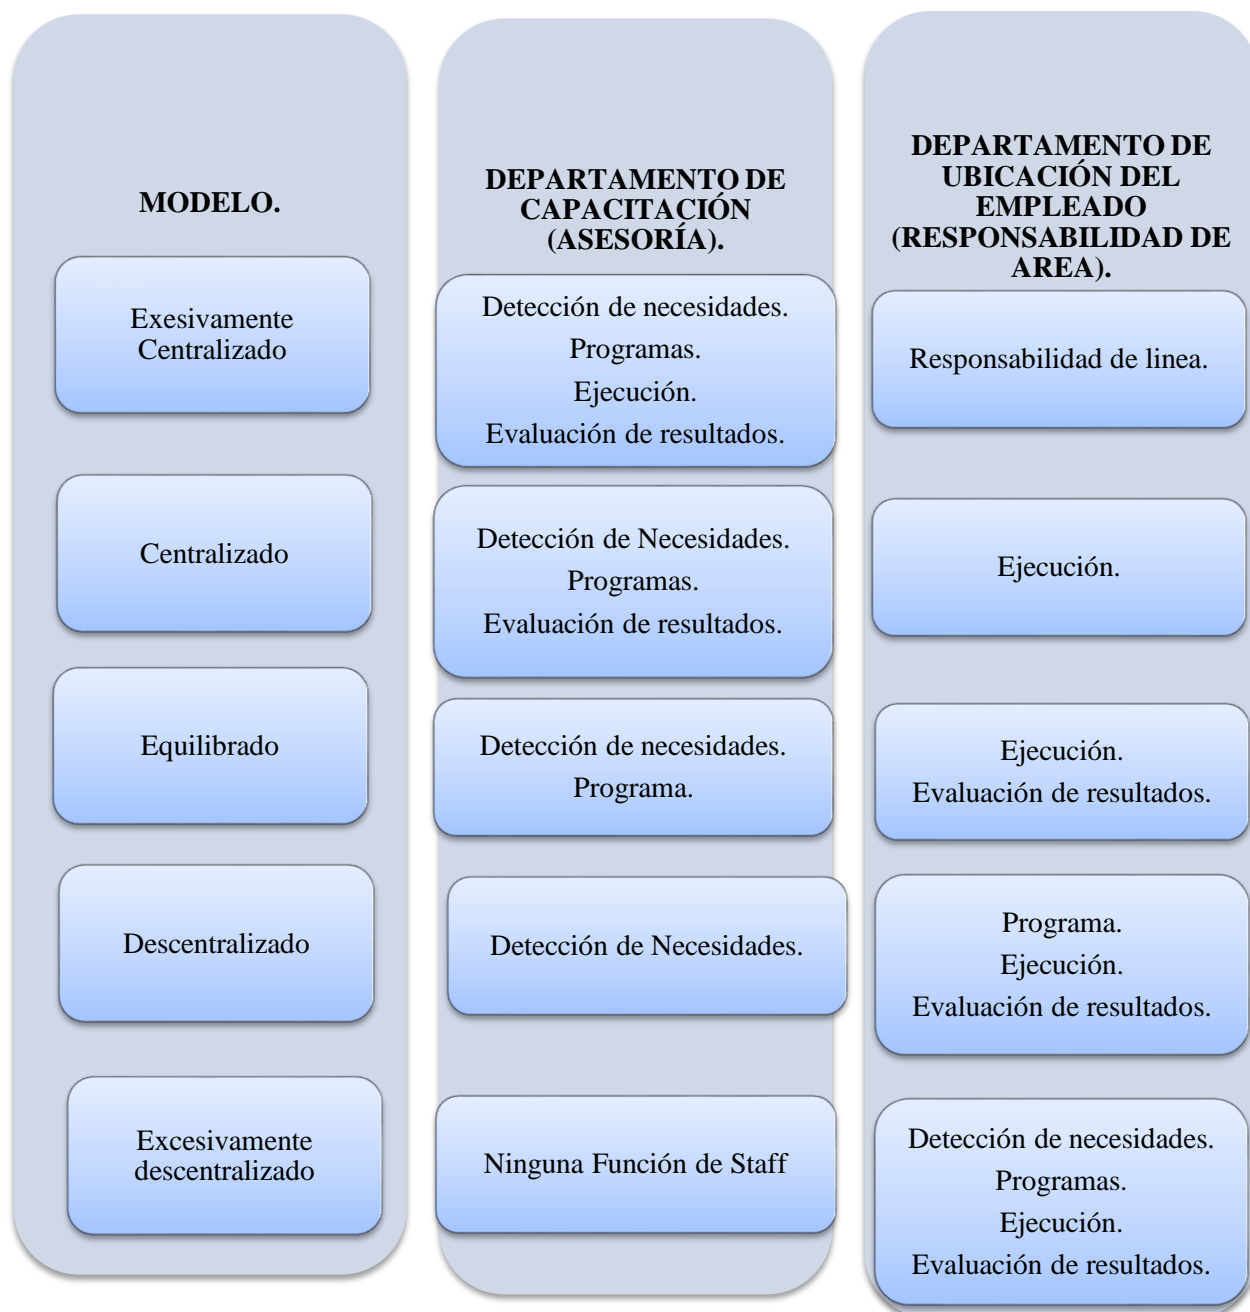 MODELO.
Exesivamente
Centralizado
Centralizado
Equilibrado
Descentralizado
Excesivamente
descentralizado
DEPARTAMENTO DE
CAPACITACIÓN
(ASESORÍA).
Detección de necesidades.
Programas.
Ejecución.
Evaluación de resultados.
Detección de Necesidades.
Programas.
Evaluación de resultados.
Detección de necesidades.
Programa.
Detección de Necesidades.
Ninguna Función de Staff
DEPARTAMENTO DE
UBICACIÓN DEL
EMPLEADO
(RESPONSABILIDAD DE
AREA).
Responsabilidad de linea.
Ejecución.
Ejecución.
Evaluación de resultados.
Programa.
Ejecución.
Evaluación de resultados.
Detección de necesidades.
Programas.
Ejecución.
Evaluación de resultados.